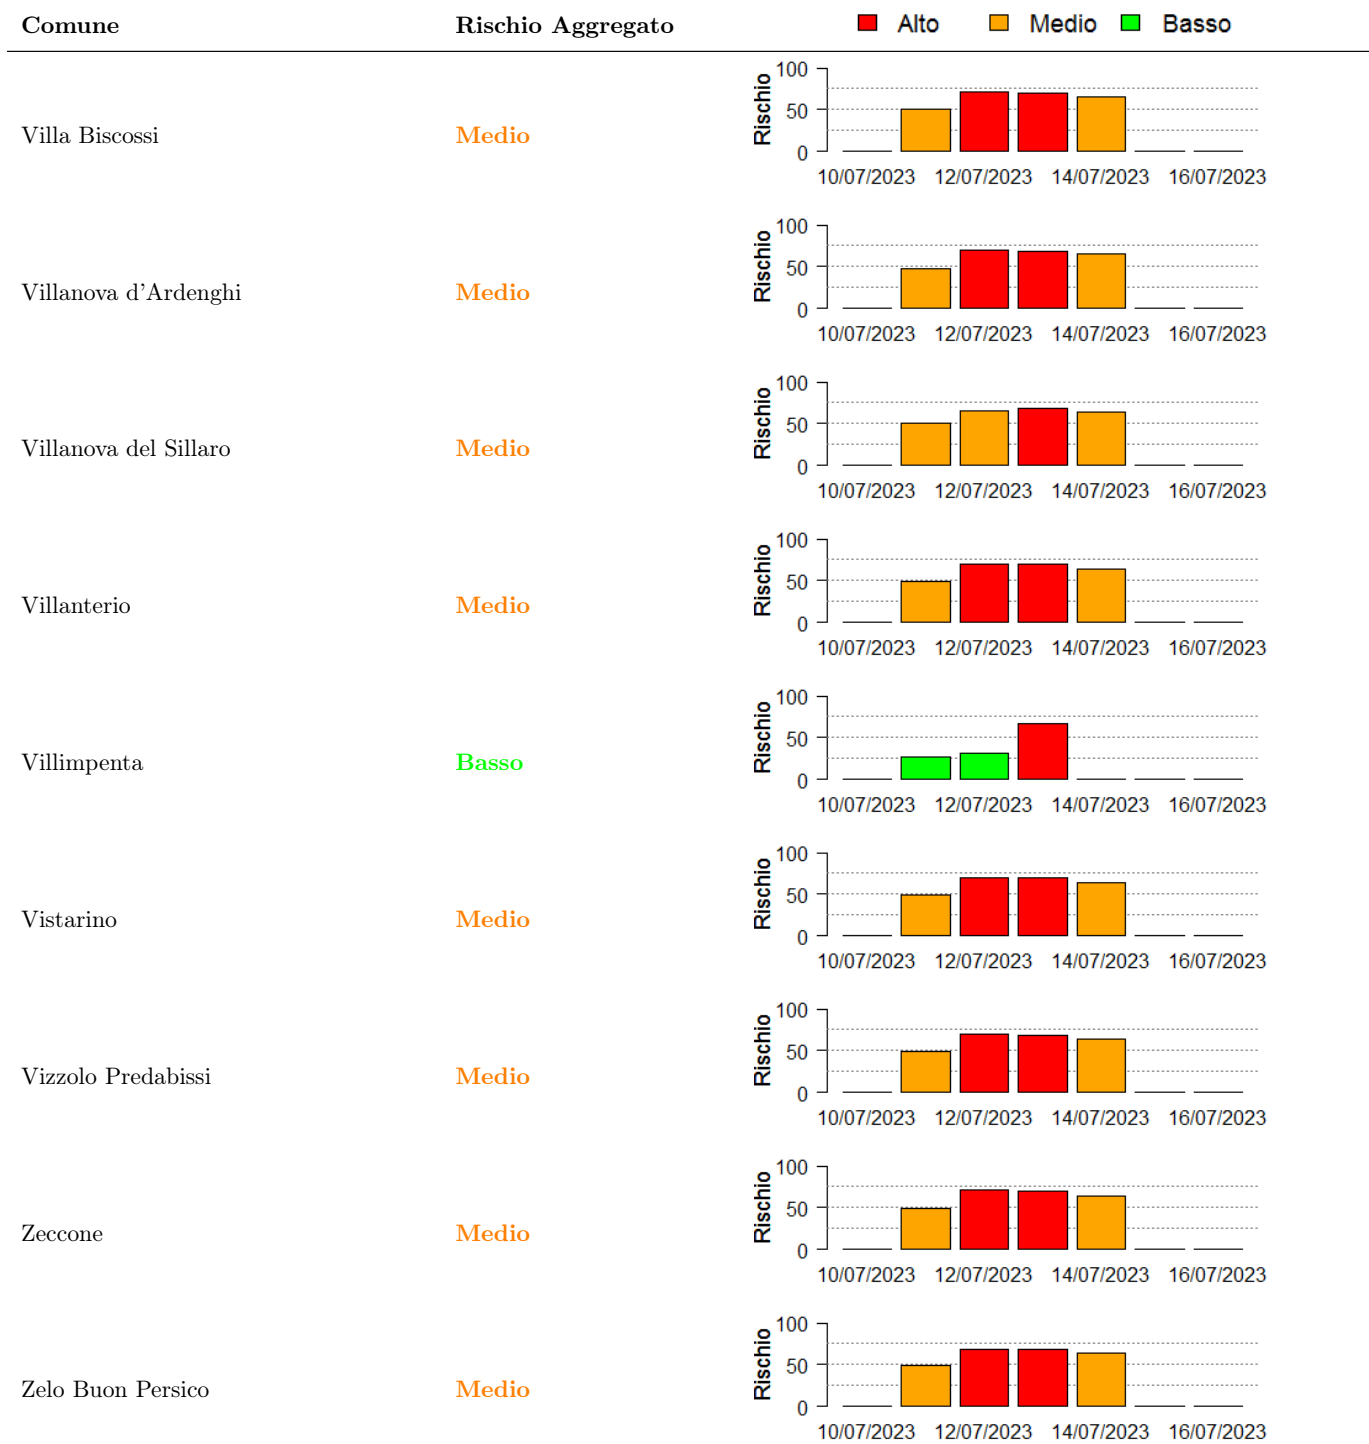 Comune Rischio Aggregato Alto Medio Basso
Villa Biscossi Medio
Rischio
100
50
0
10/07/2023 12/07/2023 14/07/2023 16/07/2023
Villanova d'Ardenghi Medio
Rischio
100
50
0
10/07/2023 12/07/2023 14/07/2023 16/07/2023
Villanova del Sillaro Medio
Rischio
100
50
0
10/07/2023 12/07/2023 14/07/2023 16/07/2023
Villanterio Medio
Rischio
100
50
0
10/07/2023 12/07/2023 14/07/2023 16/07/2023
Villimpenta Basso
Rischio
100
50
0
10/07/2023 12/07/2023 14/07/2023 16/07/2023
Vistarino Medio
Rischio
100
50
0
10/07/2023 12/07/2023 14/07/2023 16/07/2023
Vizzolo Predabissi Medio
Rischio
100
50
0
10/07/2023 12/07/2023 14/07/2023 16/07/2023
Zeccone Medio
Rischio
100
50
0
10/07/2023 12/07/2023 14/07/2023 16/07/2023
Zelo Buon Persico Medio
Rischio
100
50
0
10/07/2023 12/07/2023 14/07/2023 16/07/2023